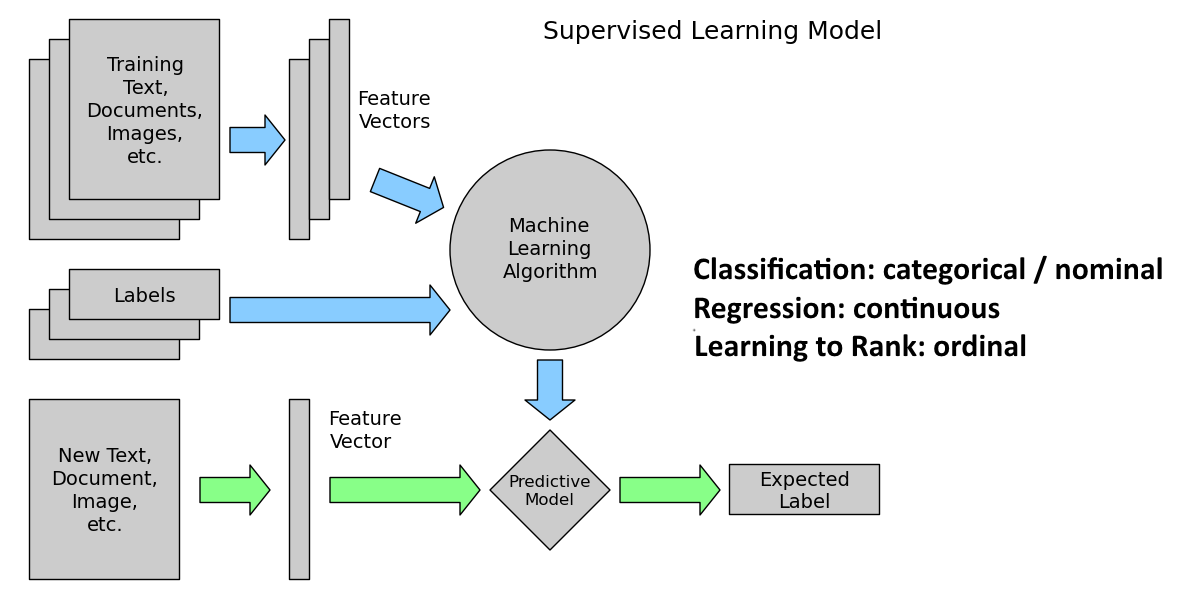 Supervised Learning Model
Training
Text,
Documents,
Images,
etc.
Feature
Vectors
Machine
Learning
Algorithm
Labels
Classification: categorical / nominal
Regression: continuous
Learning to Rank: ordinal
New Text,
Document,
Image,
etc.
Feature
Vector
Predictive
Model
Expected
Label